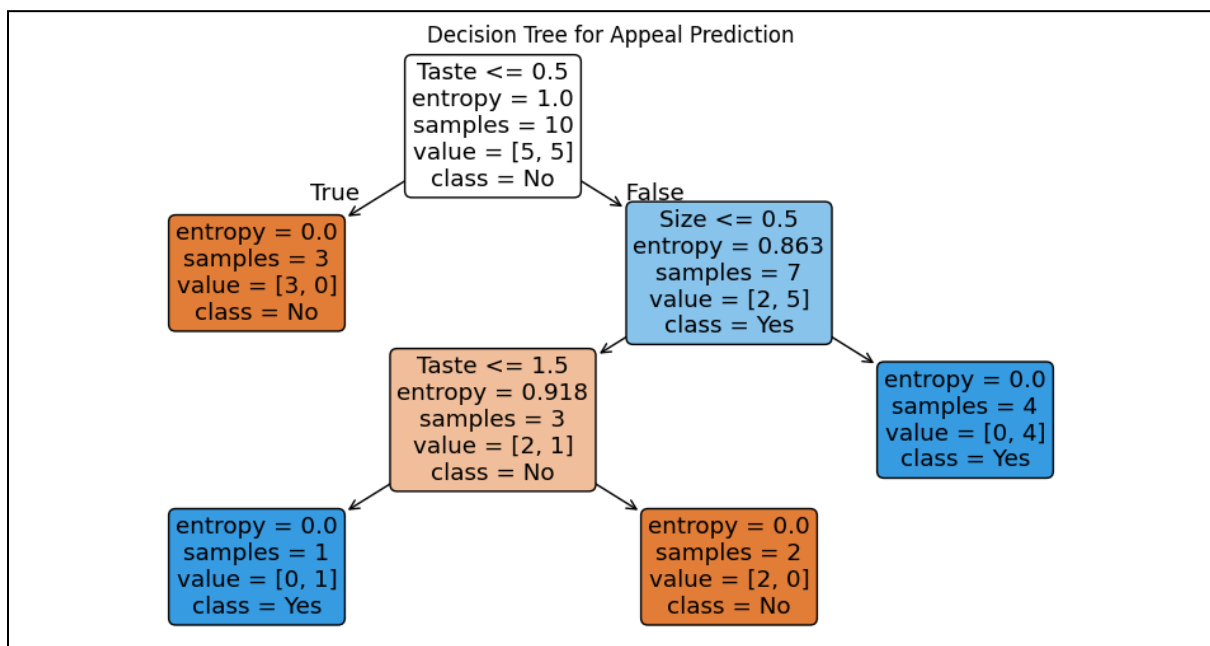 Decision Tree for Appeal Prediction
Taste <= 0.5
entropy = 1.0
samples = 10
value = [5, 5]
class = No
True
False
entropy = 0.0
samples = 3
value = [3, 0]
class = No
Size <= 0.5
entropy = 0.863
samples = 7
value = [2, 5]
class = Yes
Taste <= 1.5
entropy = 0.918
samples = 3
value = [2, 1]
class = No
entropy = 0.0
samples = 4
value = [0, 4]
class = Yes
entropy = 0.0
samples = 1
value = [0, 1]
class = Yes
entropy = 0.0
samples = 2
value = [2, 0]
class = No